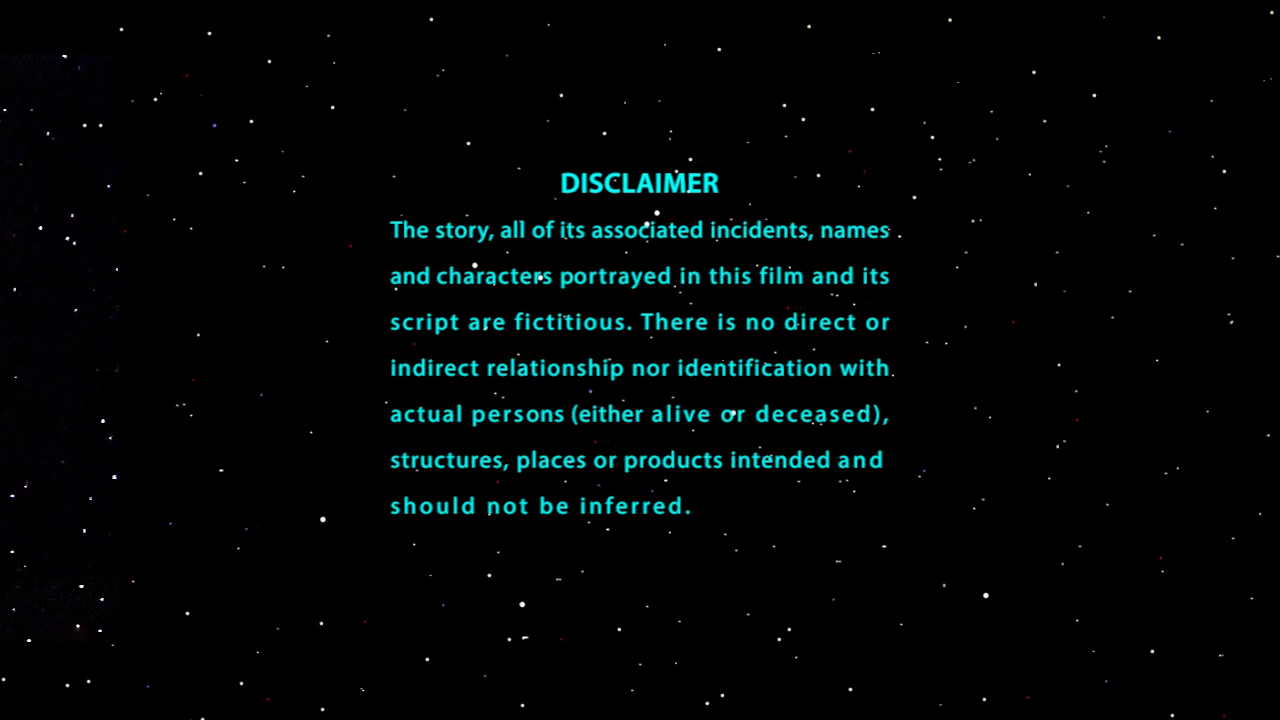 DISCLAIMER
The story, all of its associated incidents, names
and characters portrayed in this film and its
script are fictitious. There is no direct or
indirect relationship nor identification with
actual persons (either alive or deceased),
structures, places or products intended and
should not be inferred.